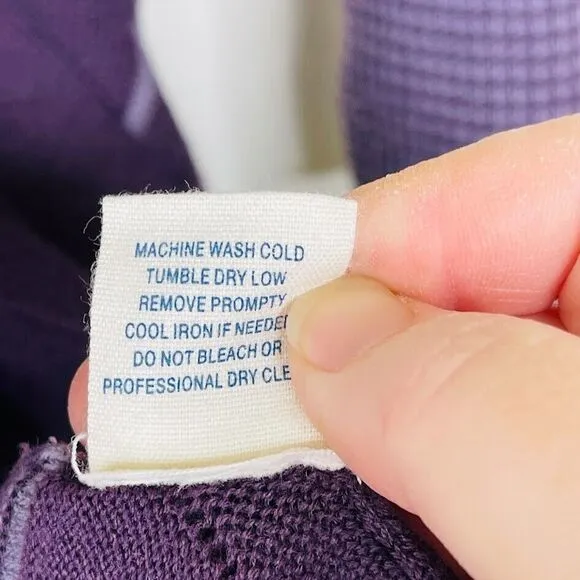 MACHINE WASH COLD
TUMBLE DRY LOW
REMOVE PROMPTY
COOL IRON IF NEEDE
DO NOT BLEACH OR
PROFESSIONAL DRY CLE